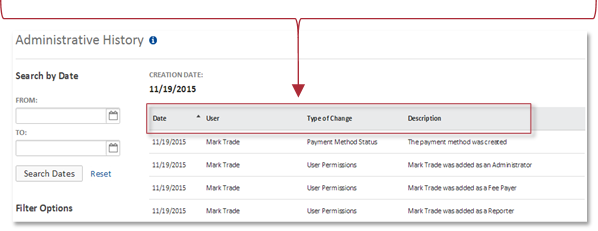 Administrative History
Search by Date
FROM:
TO:
Search Dates Reset
Filter Options
CREATION DATE:
11/19/2015
Date User Type of Change Description
11/19/2015 Mark Trade Payment Method Status The payment method was created
11/19/2015 Mark Trade User Permissions Mark Trade was added as an Administrator
11/19/2015 Mark Trade User Permissions Mark Trade was added as a Fee Payer
11/19/2015 Mark Trade User Permissions Mark Trade was added as a Reporter